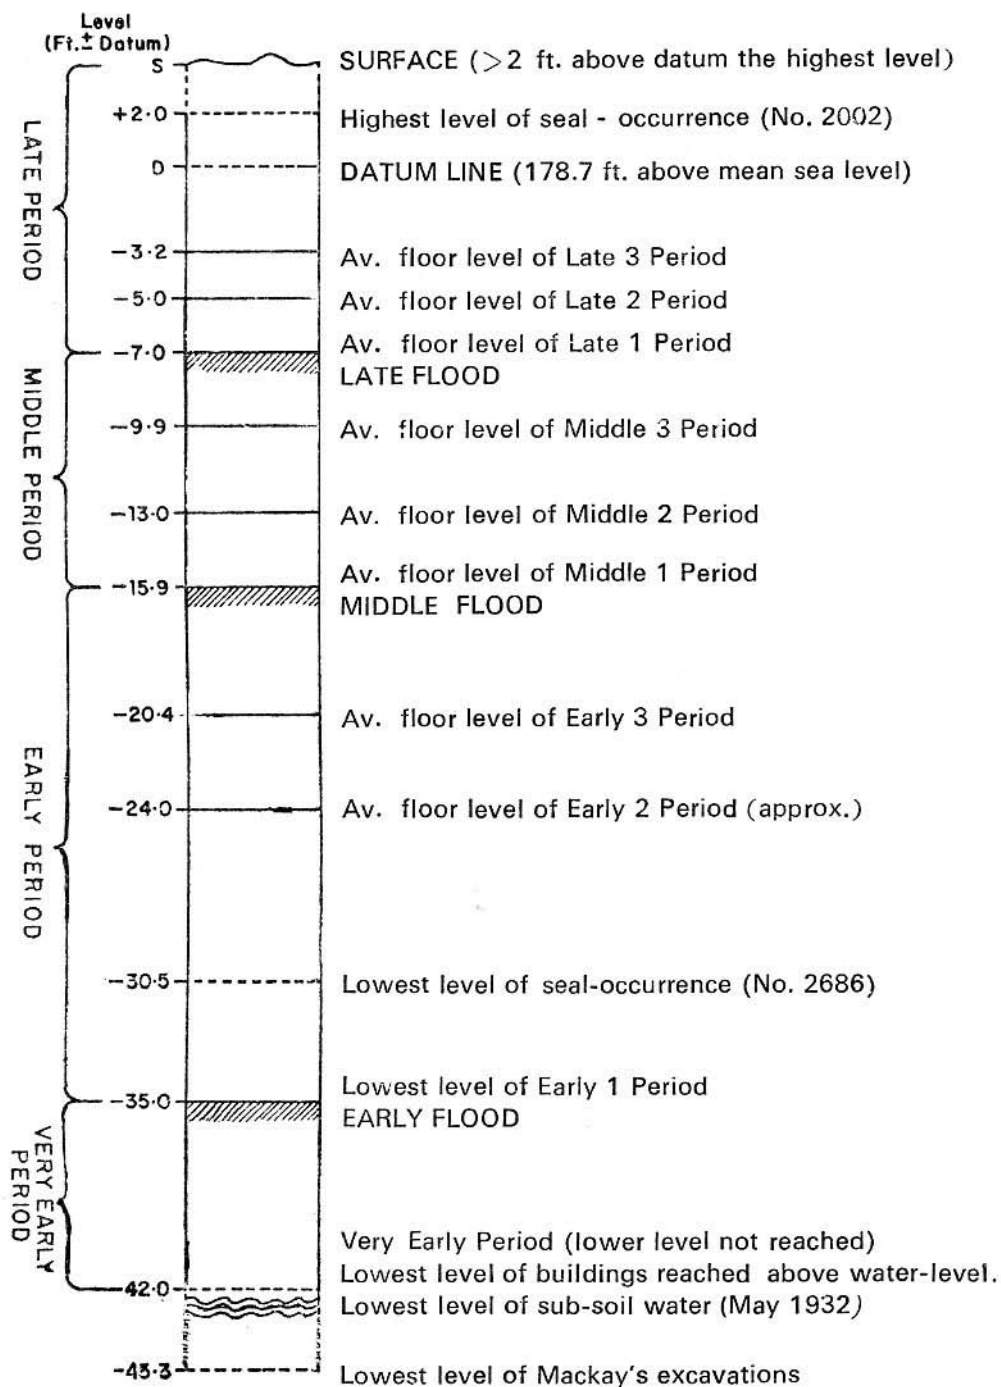 Level
(Ft. ± Datum)
S
SURFACE (>2 ft. above datum the highest level)
+2·0
Highest level of seal - occurrence (No. 2002)
D
DATUM LINE (178.7 ft. above mean sea level)
LATE PERIOD
−3·2
Av. floor level of Late 3 Period
−5·0
Av. floor level of Late 2 Period
−7·0
Av. floor level of Late 1 Period
LATE FLOOD
MIDDLE PERIOD
−9·9
Av. floor level of Middle 3 Period
−13·0
Av. floor level of Middle 2 Period
−15·9
Av. floor level of Middle 1 Period
MIDDLE FLOOD
EARLY PERIOD
−20·4
Av. floor level of Early 3 Period
−24·0
Av. floor level of Early 2 Period (approx.)
−30·5
Lowest level of seal-occurrence (No. 2686)
−35·0
Lowest level of Early 1 Period
EARLY FLOOD
VERY EARLY
PERIOD
Very Early Period (lower level not reached)
−42·0
Lowest level of buildings reached above water-level.
Lowest level of sub-soil water (May 1932)
Lowest level of Mackay's excavations